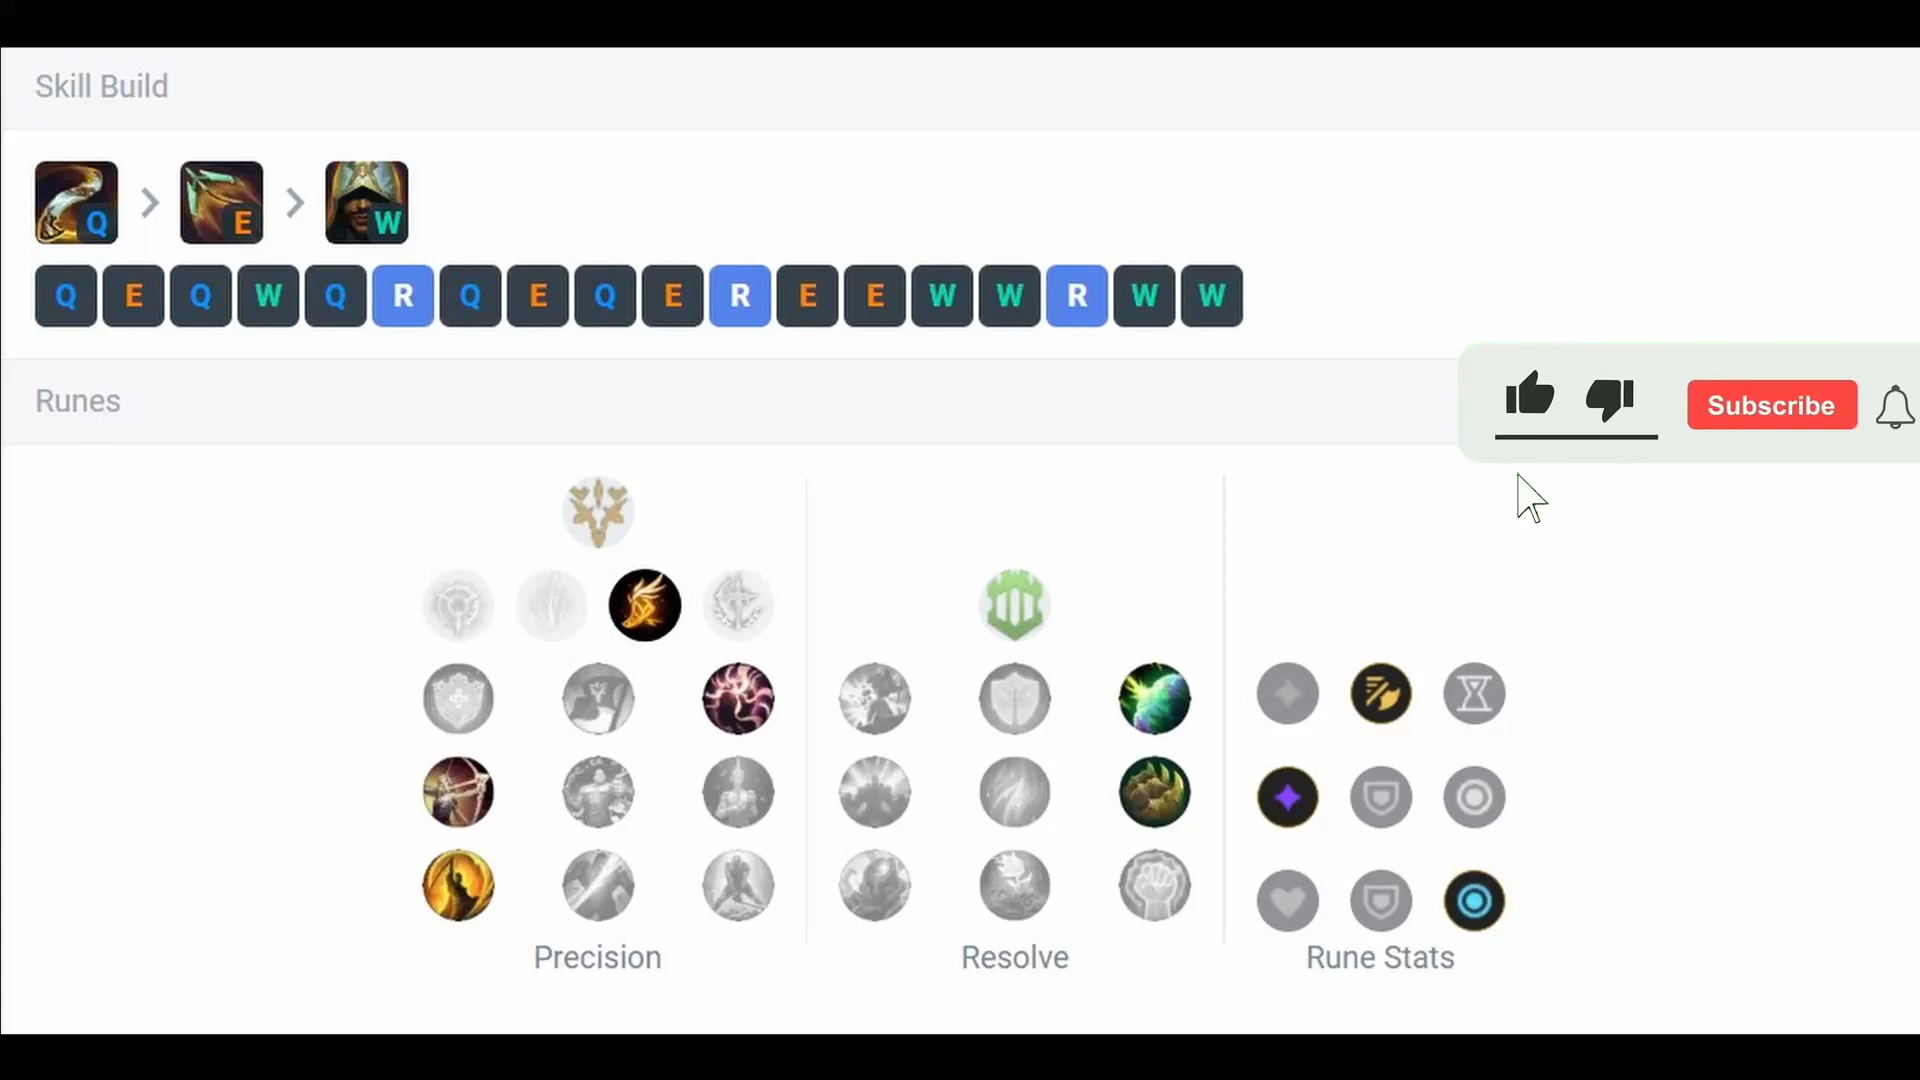 Skill Build
Q E W
Q E Q W Q R Q E Q E R E E W W R W W
Runes
Subscribe
Precision Resolve Rune Stats